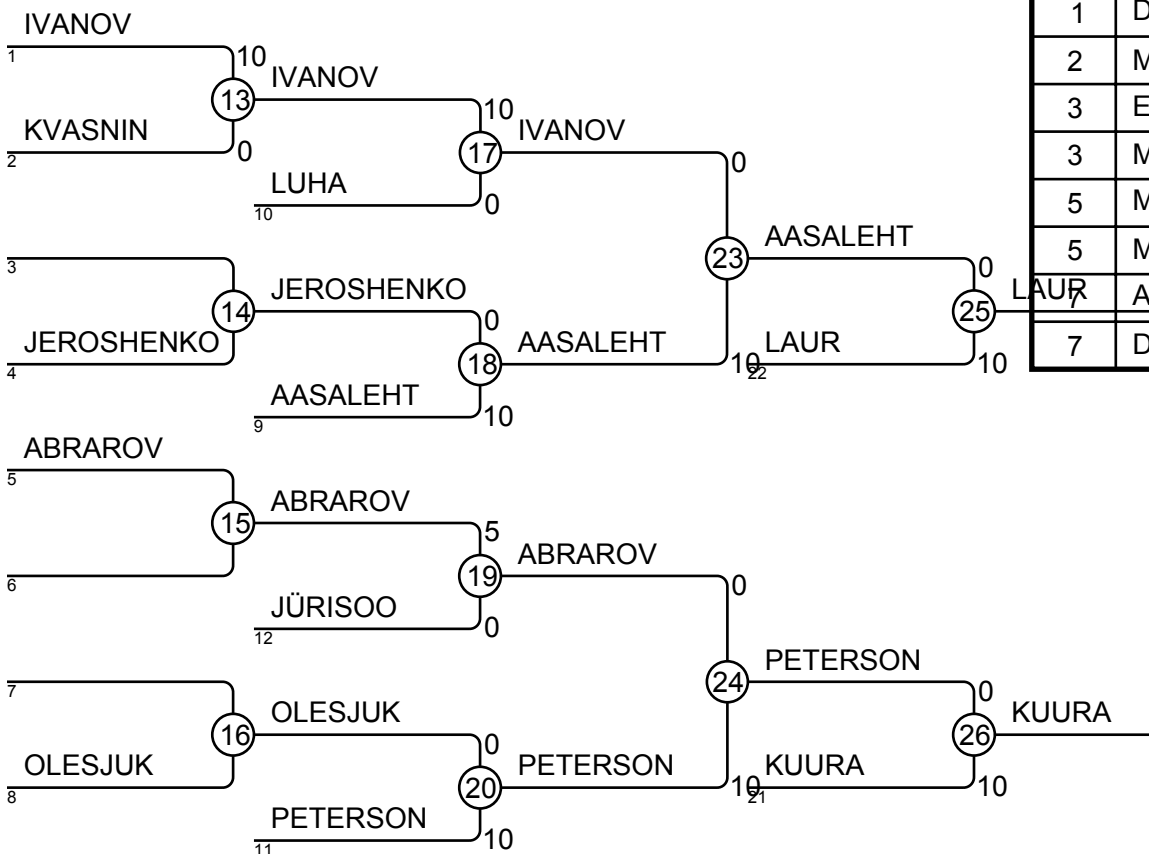 IVANOV
1
10
13
IVANOV
KVASNIN
2
0
10
17
IVANOV
LUHA
10
0
0
3
14
JEROSHENKO
JEROSHENKO
4
0
18
AASALEHT
AASALEHT
9
10
10
23
AASALEHT
0
25
LAUR
LAUR
22
10
ABRAROV
5
15
ABRAROV
6
5
19
ABRAROV
JÜRISOO
12
0
0
7
16
OLESJUK
OLESJUK
8
0
20
PETERSON
PETERSON
11
10
10
24
PETERSON
0
26
KUURA
KUURA
21
10
1 D
2 M
3 E
3 M
5 M
5 M
7 A
7 D